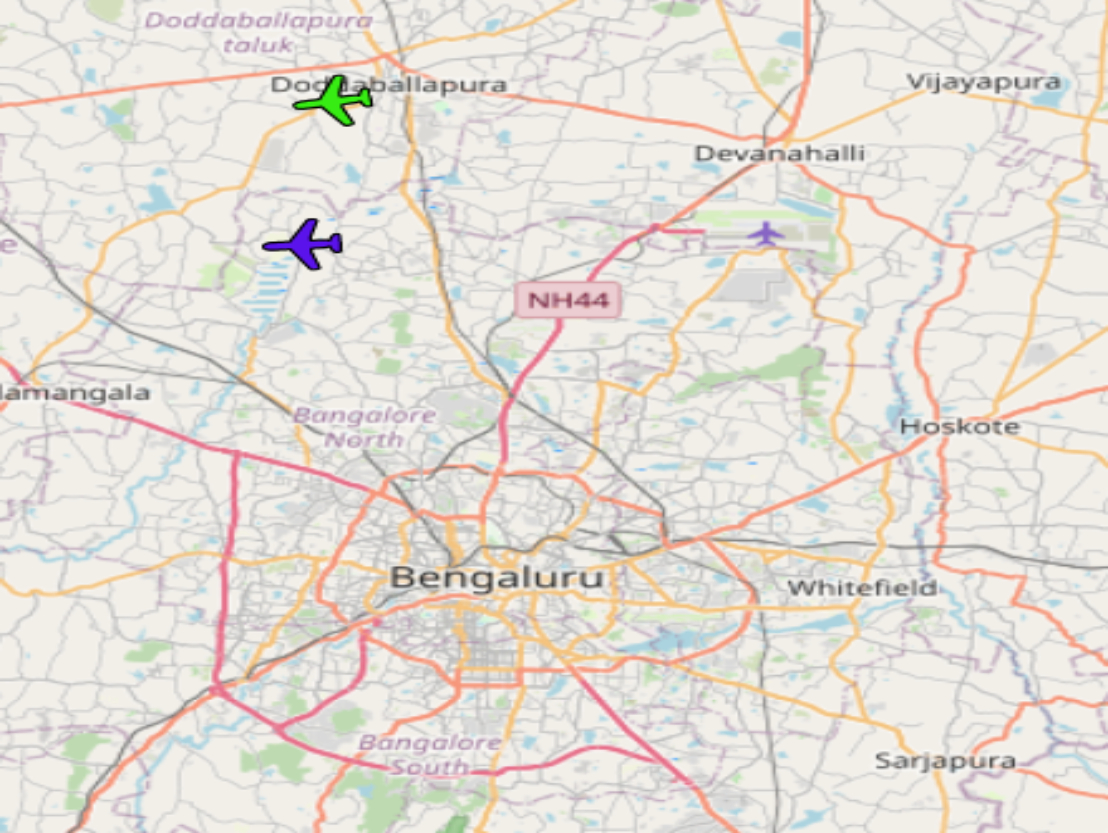 Doddaballapura
taluk
Doddaballapura
Vijayapura
Devanahalli
NH44
lamangala
Bangalore
North
Hoskote
Bengaluru
Whitefield
Bangalore
South
Sarjapura